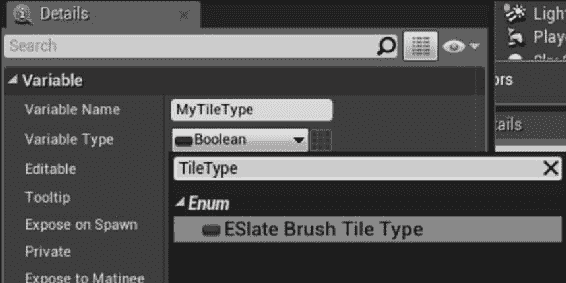 Details
Search
Variable
Variable Name MyTileType
Variable Type Boolean
Editable TileType
Tooltip Enum
Expose on Spawn ESlate Brush Tile Type
Private
Expose to Matinee
Light
Playe
ors
ails